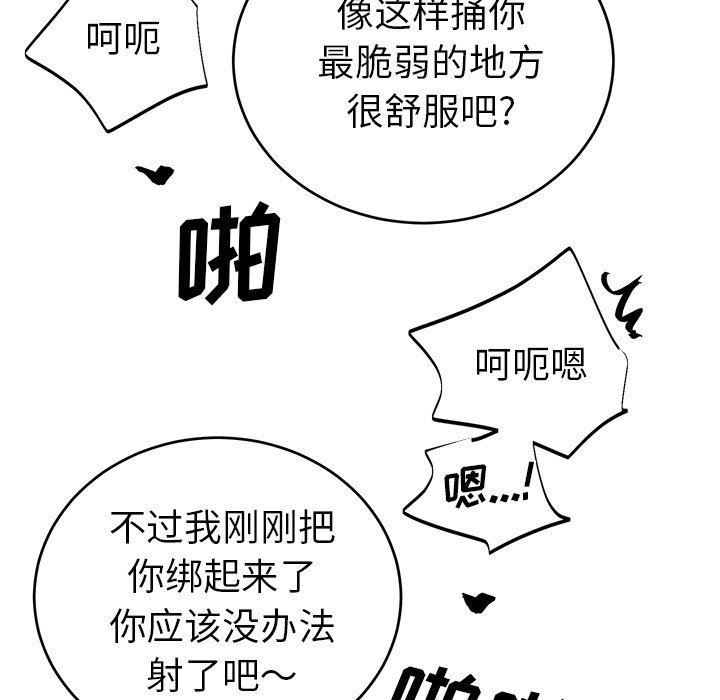 像这样捅你
最脆弱的地方
很舒服吧?
呵呃
啪
呵呃嗯
嗯...!
不过我刚刚把
你绑起来了
你应该没办法
射了吧~
啪啪